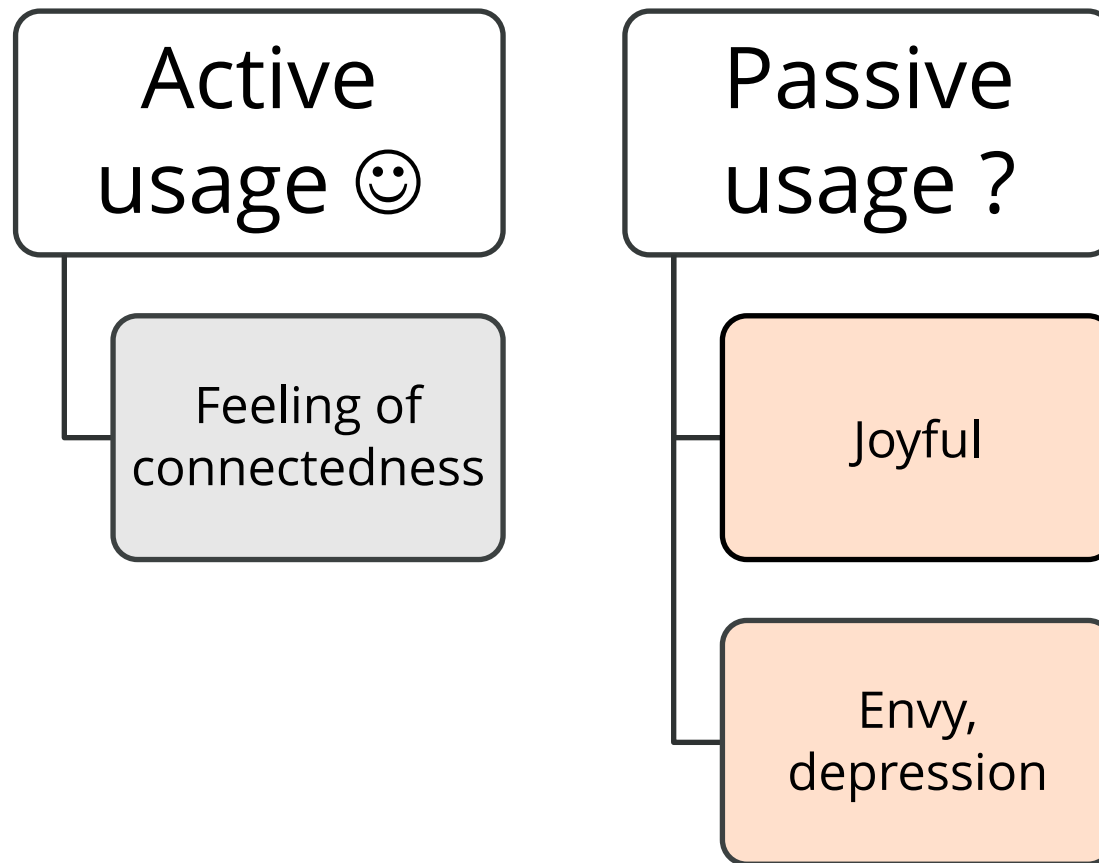 Active
usage ☺
Feeling of
connectedness
Passive
usage ?
Joyful
Envy,
depression